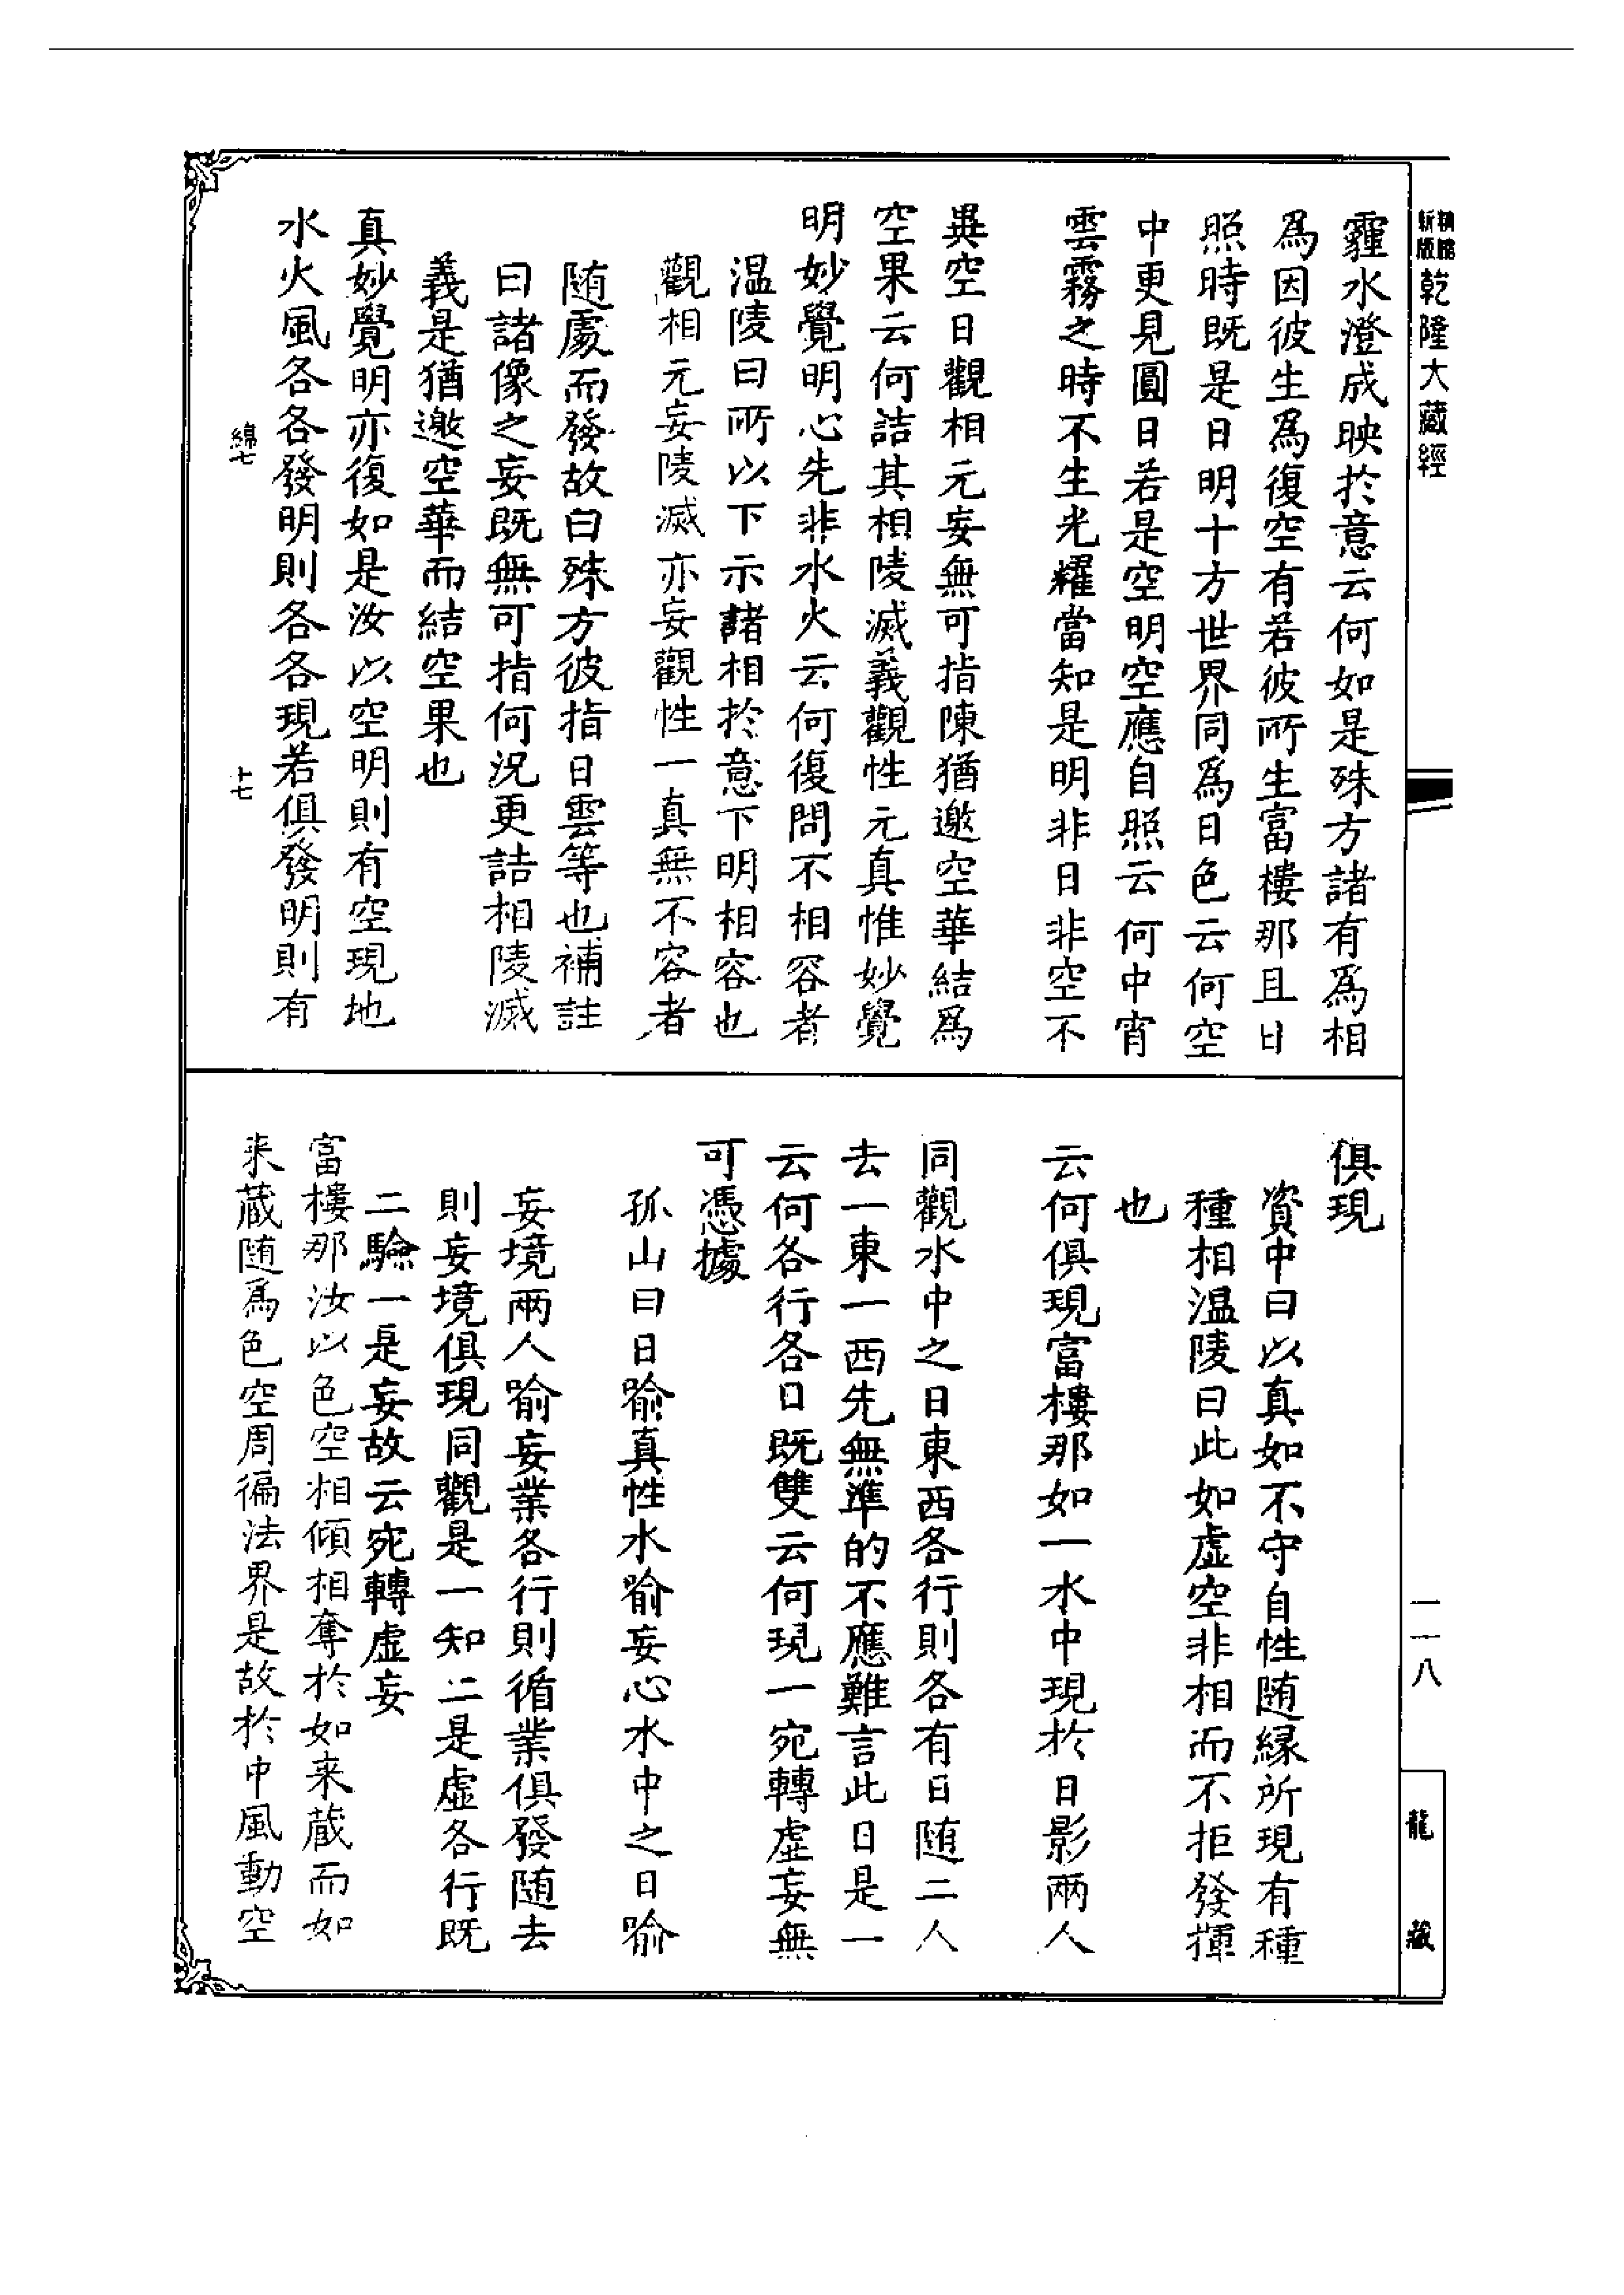 乾隆大藏經
霾水澄成映於意云何如是殊方諸有為相
為因彼生為復空有若彼所生富樓那且日
照時既是日明十方世界同為日色云何空
中更見圓日若是空明空應自照云何中宵
雲霧之時不生光耀當知是明非日非空不
異空日觀相元妄無可指陳猶邀空華結為
空果云何詰其相陵滅義觀性元真惟妙覺
明妙覺明心先非水火云何復問不相容者
溫陵曰所以下示諸相於意下明相容也
觀相元妄陵滅亦妄觀性一真無不容者
隨處而發故曰殊方彼指日雲等也補註
曰諸像之妄既無可指何況更詰相陵滅
義是猶邀空華而結空果也
真妙覺明亦復如是汝以空明則有空現地
水火風各各發明則各各現若俱發明則有
綿七
十七
俱現
資中曰以真如不守自性隨緣所現有種
種相溫陵曰此如虛空非相而不拒發揮
也
云何俱現富樓那如一水中現於日影兩人
同觀水中之日東西各行則各有日隨二人
去一東一西先無準的不應難言此日是一
云何各行各日既雙云何現一宛轉虛妄無
可憑據
孤山曰日喻真性水喻妄心水中之日喻
妄境兩人喻妄業各行則循業俱發隨去
則妄境俱現同觀是一知二是虛各行既
二驗一是妄故云宛轉虛妄
富樓那汝以色空相傾相奪於如来藏而如
来藏隨為色空周徧法界是故於中風動空
一一八
龍藏